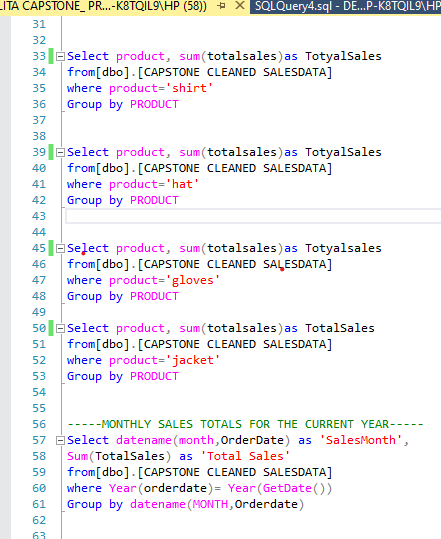 LITA CAPSTONE_ PR...-K8TQIL9\HP (58)) SQLQuery4.sql - DE...P-K8TQIL9\HP
31
32
33 Select product, sum(totalsales)as TotyalSales
34 from[dbo].[CAPSTONE CLEANED SALESDATA]
35 where product='shirt'
36 Group by PRODUCT
37
38
39 Select product, sum(totalsales)as TotyalSales
40 from[dbo].[CAPSTONE CLEANED SALESDATA]
41 where product='hat'
42 Group by PRODUCT
43
44
45 Select product, sum(totalsales)as Totyalsales
46 from[dbo].[CAPSTONE CLEANED SALESDATA]
47 where product='gloves'
48 Group by PRODUCT
49
50 Select product, sum(totalsales)as TotalSales
51 from[dbo].[CAPSTONE CLEANED SALESDATA]
52 where product='jacket'
53 Group by PRODUCT
54
55
56 -----MONTHLY SALES TOTALS FOR THE CURRENT YEAR-----
57 Select datename(month,OrderDate) as 'SalesMonth',
58 Sum(TotalSales) as 'Total Sales'
59 from[dbo].[CAPSTONE CLEANED SALESDATA]
60 where Year(orderdate)= Year(GetDate())
61 Group by datename(MONTH,Orderdate)
62
63